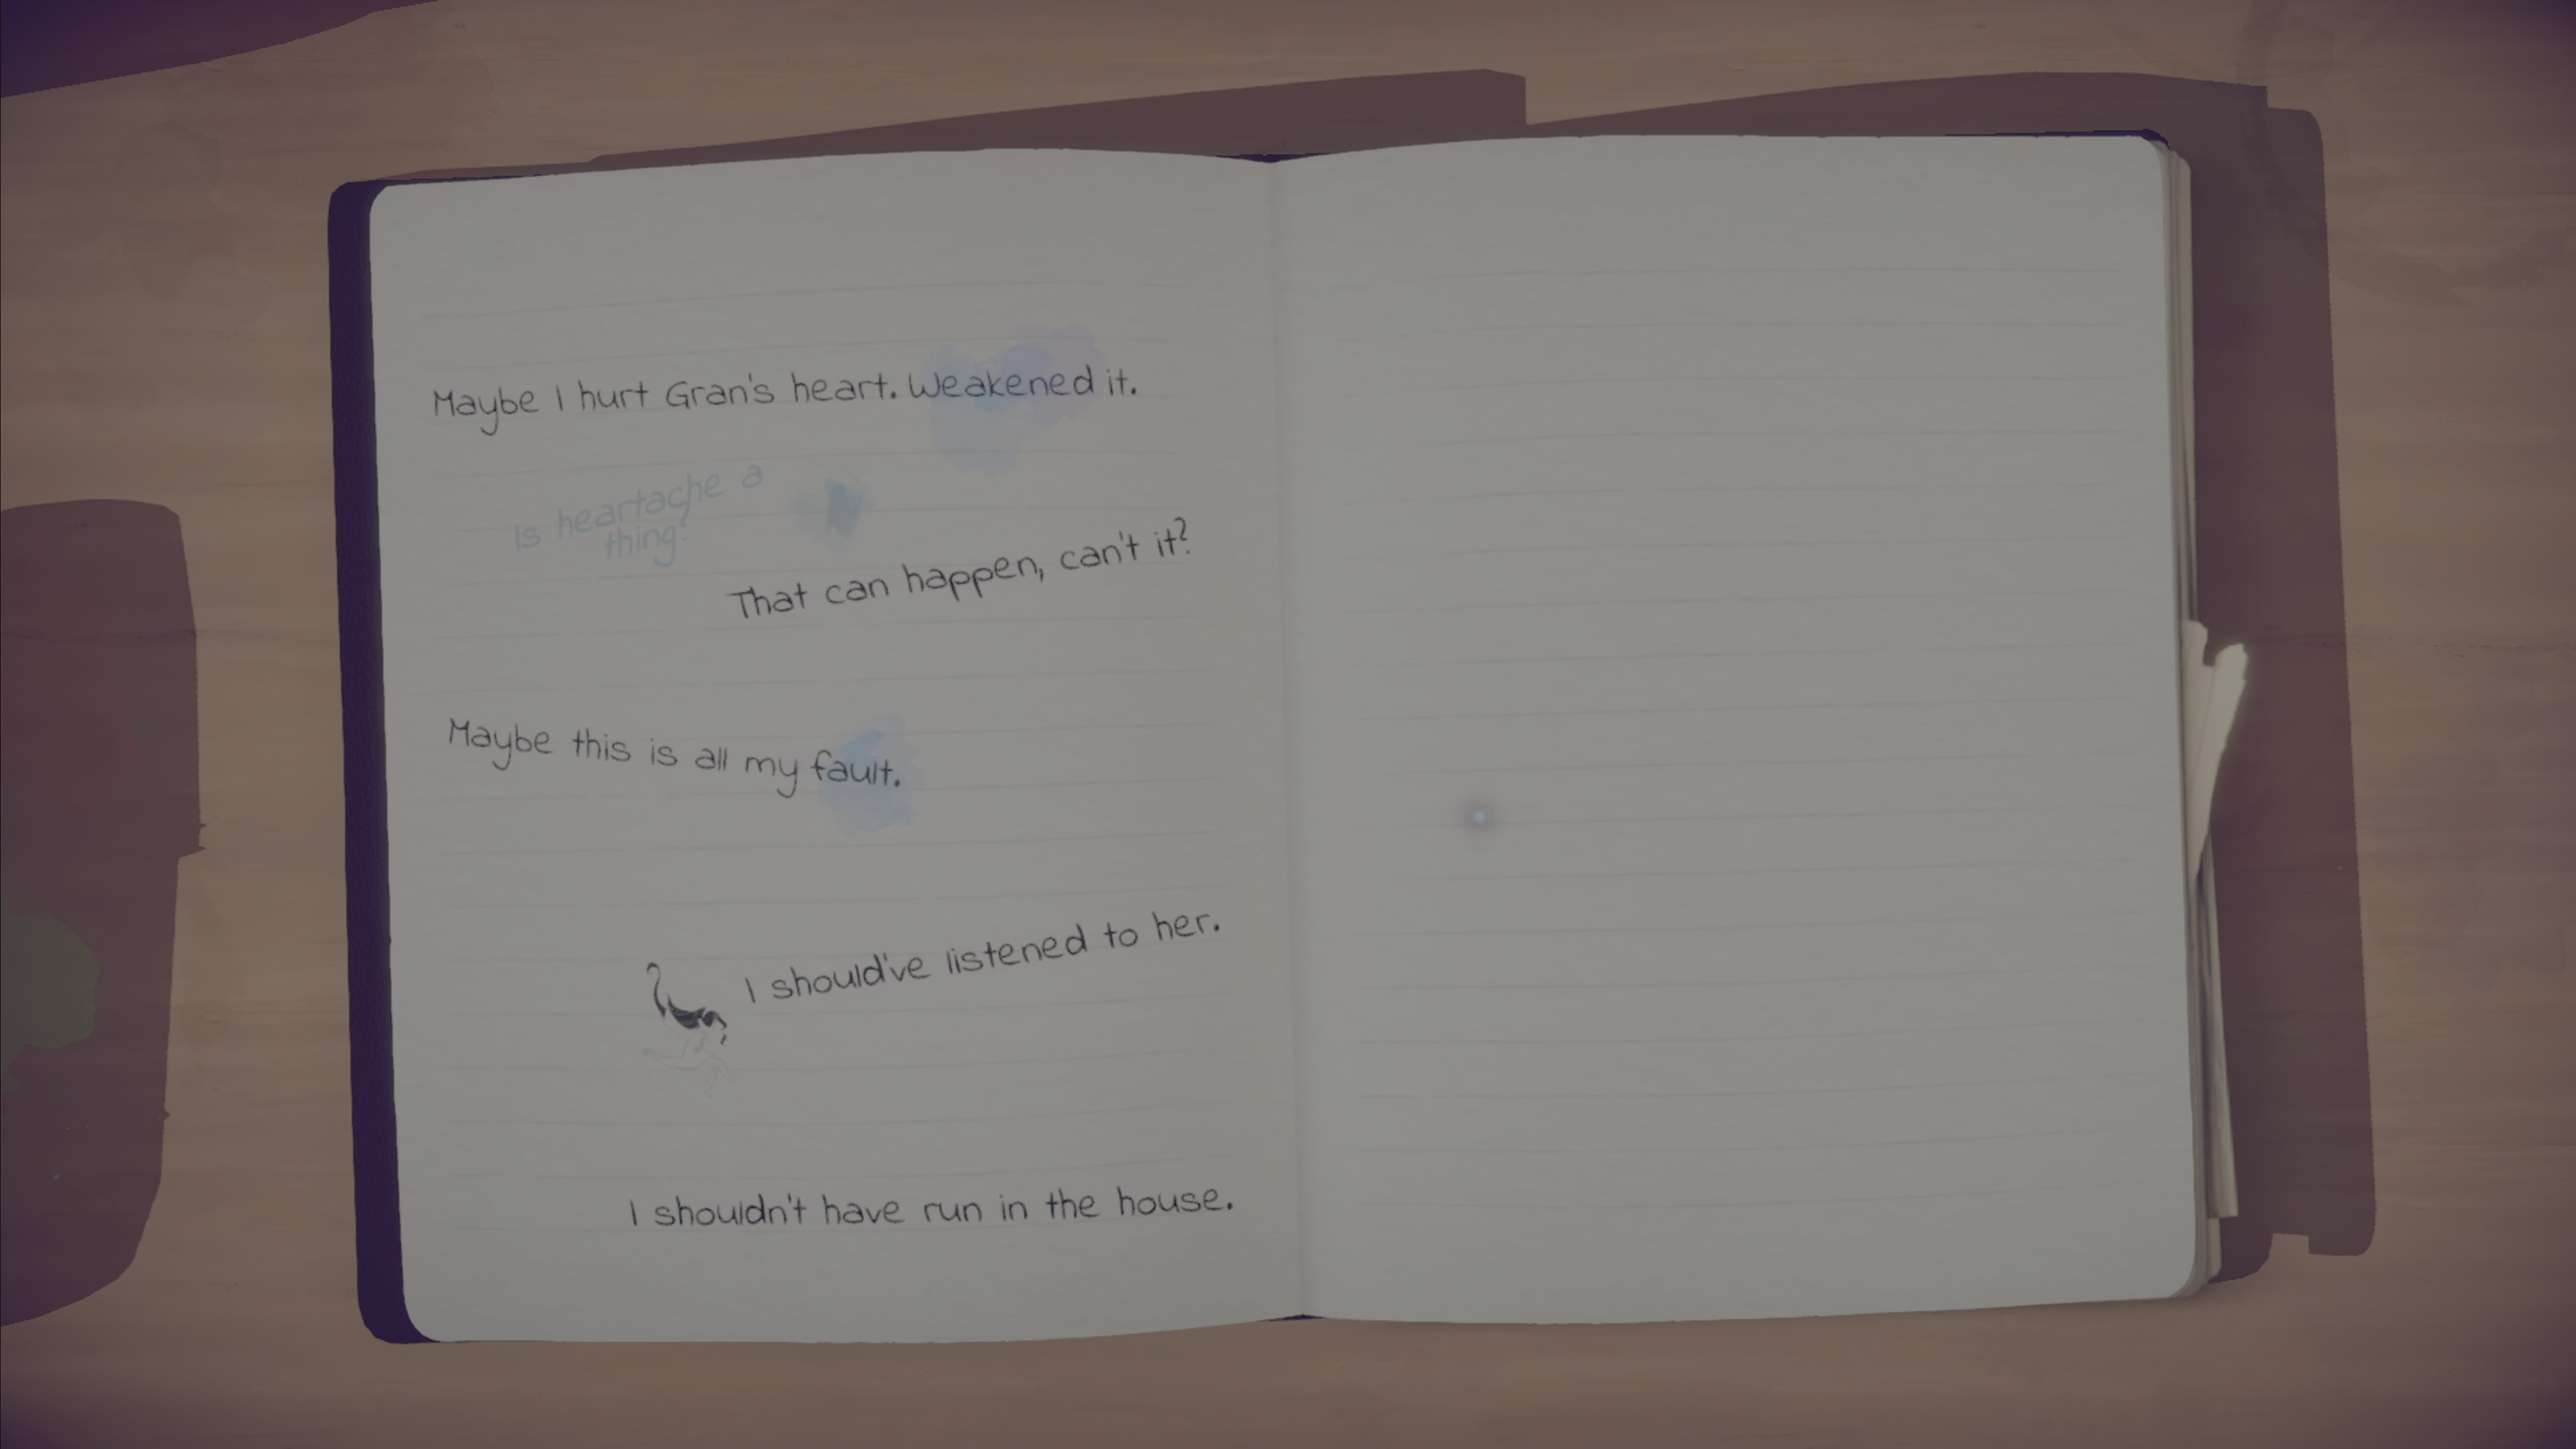 Maybe I hurt Gran's heart. Weakened it.
Is heartache a
thing?
That can happen, can't it?
Maybe this is all my fault.
I should've listened to her.
I shouldn't have run in the house.